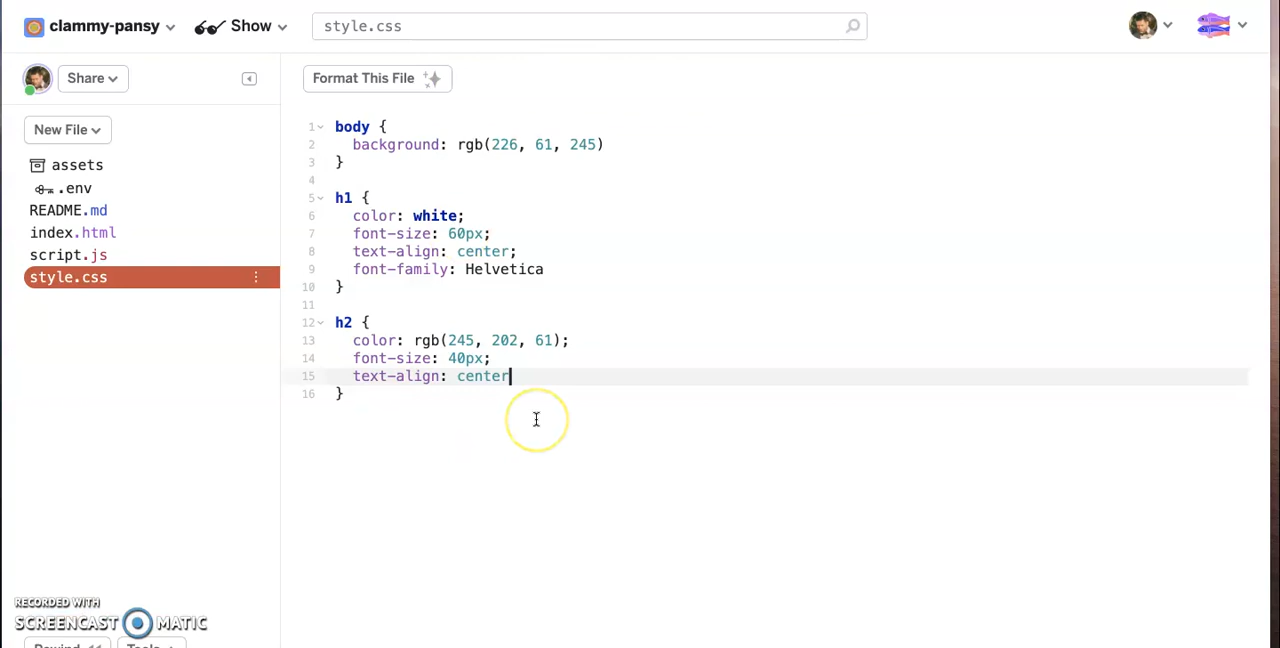 clammy-pansy Show style.css
Share
Format This File
New File
assets
.env
README.md
index.html
script.js
style.css
1 body {
2 background: rgb(226, 61, 245)
3 }
4
5 h1 {
6 color: white;
7 font-size: 60px;
8 text-align: center;
9 font-family: Helvetica
10 }
11
12 h2 {
13 color: rgb(245, 202, 61);
14 font-size: 40px;
15 text-align: center
16 }
RECORDED WITH
SCREENCAST MATIC
Rewind Tools